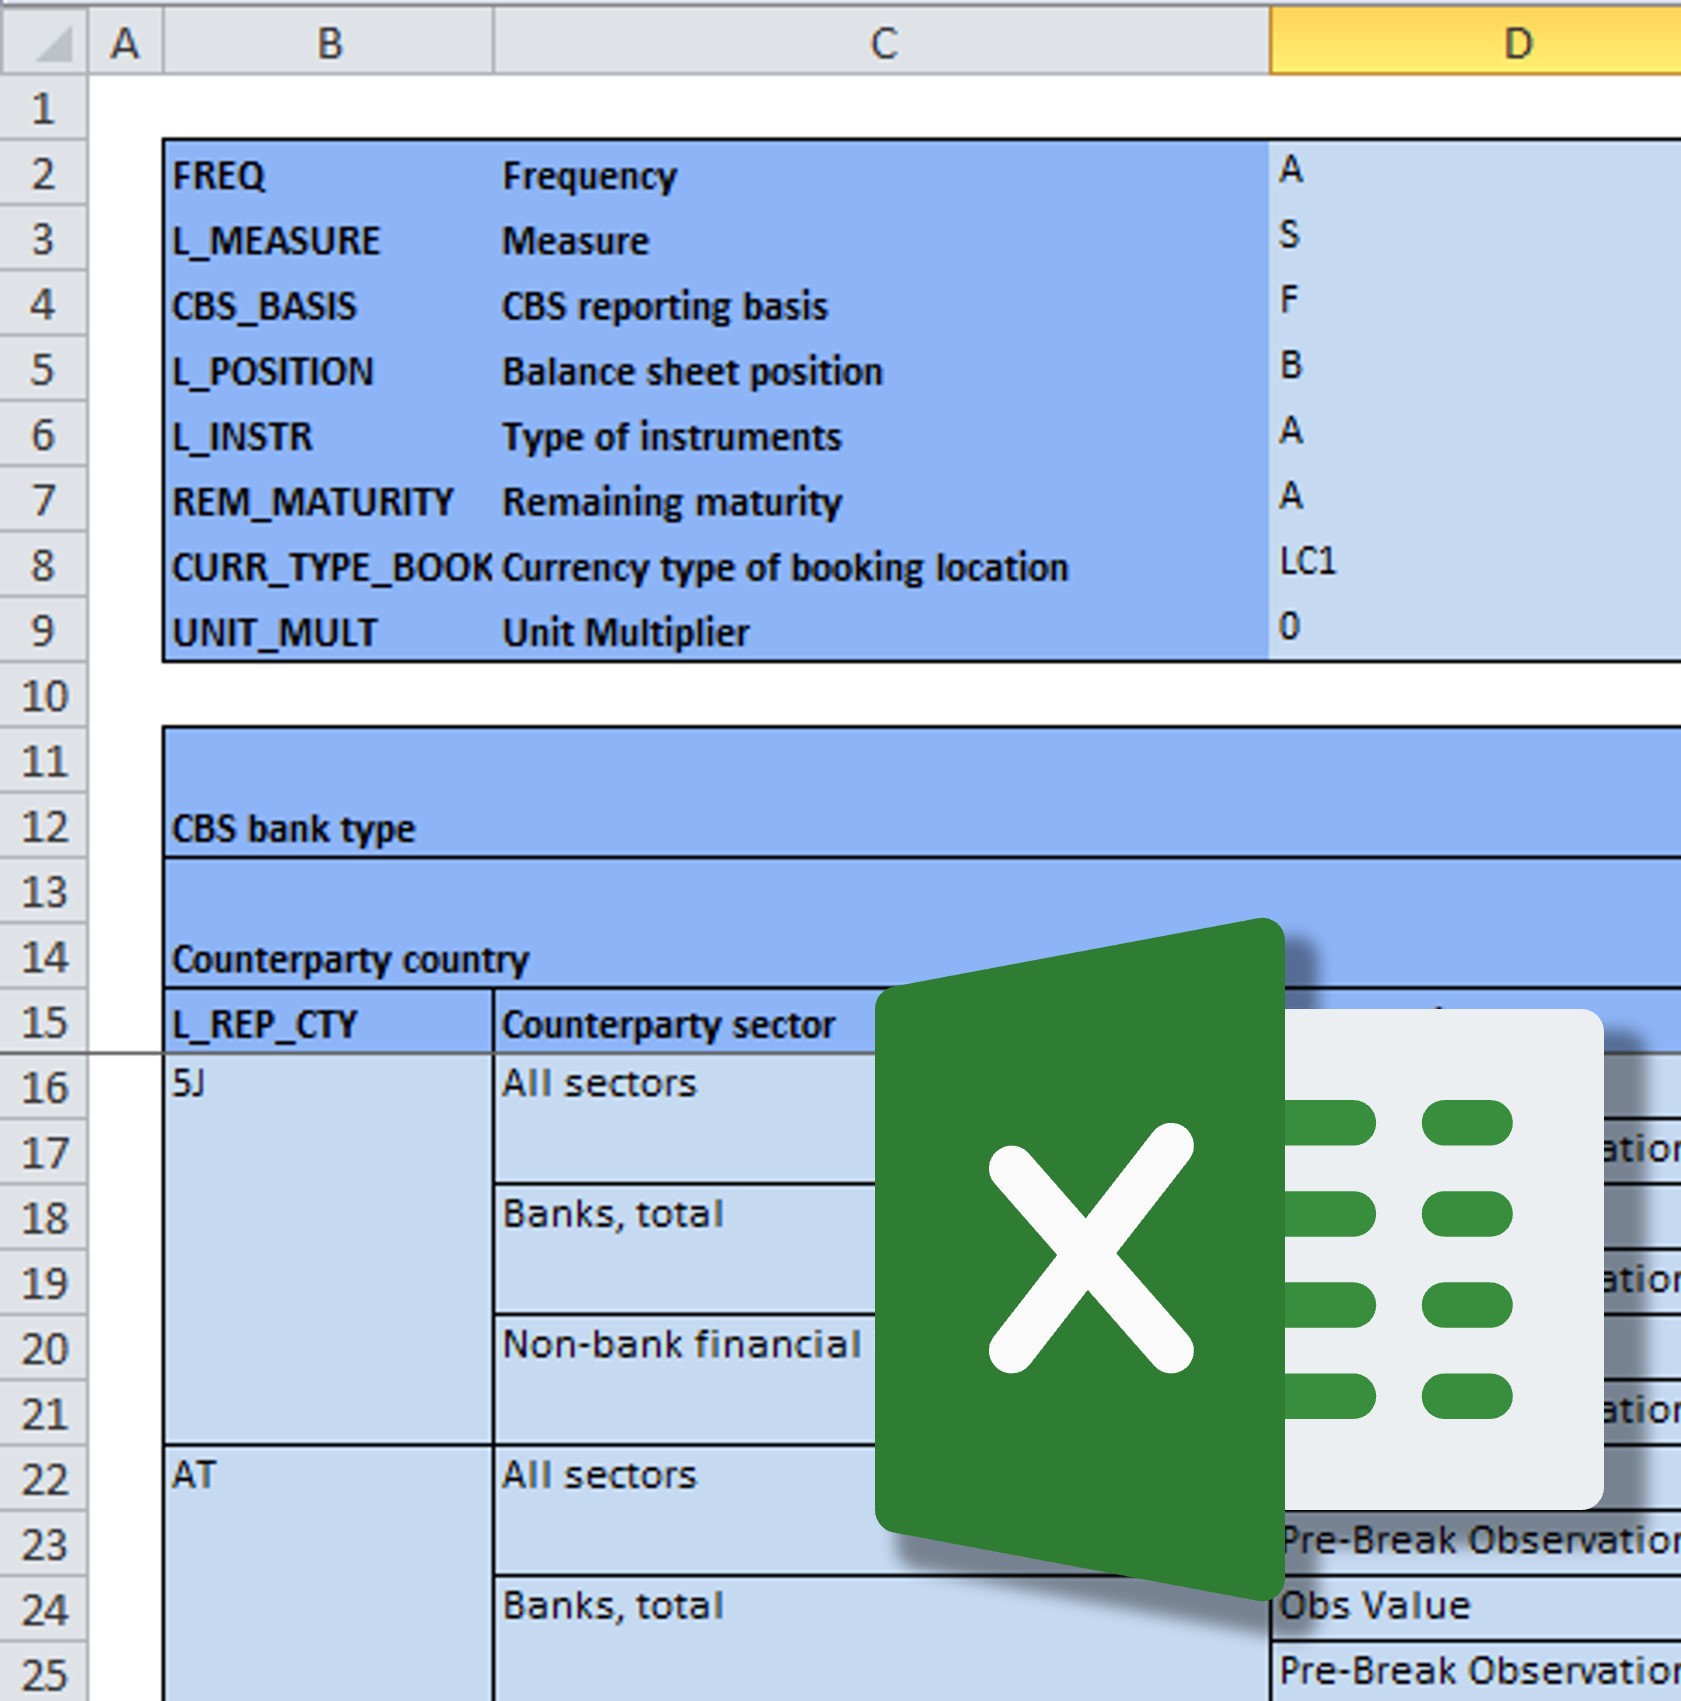 A B C D
1
2 FREQ Frequency A
3 L_MEASURE Measure S
4 CBS_BASIS CBS reporting basis F
5 L_POSITION Balance sheet position B
6 L_INSTR Type of instruments A
7 REM_MATURITY Remaining maturity A
8 CURR_TYPE_BOOK Currency type of booking location LC1
9 UNIT_MULT Unit Multiplier 0
10
11
12 CBS bank type
13
14 Counterparty country
15 L_REP_CTY Counterparty sector
16 5J All sectors
17
18 Banks, total
19
20 Non-bank financial
21
22 AT All sectors
23 Pre-Break Observation
24 Banks, total Obs Value
25 Pre-Break Observation
X